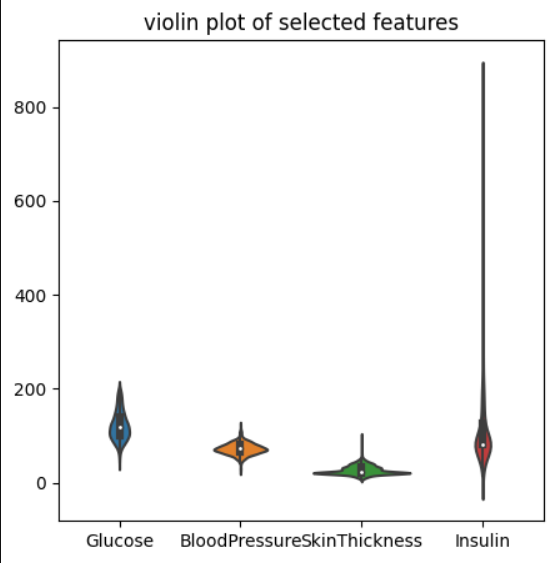 violin plot of selected features
800
600
400
200
0
Glucose BloodPressureSkinThickness Insulin